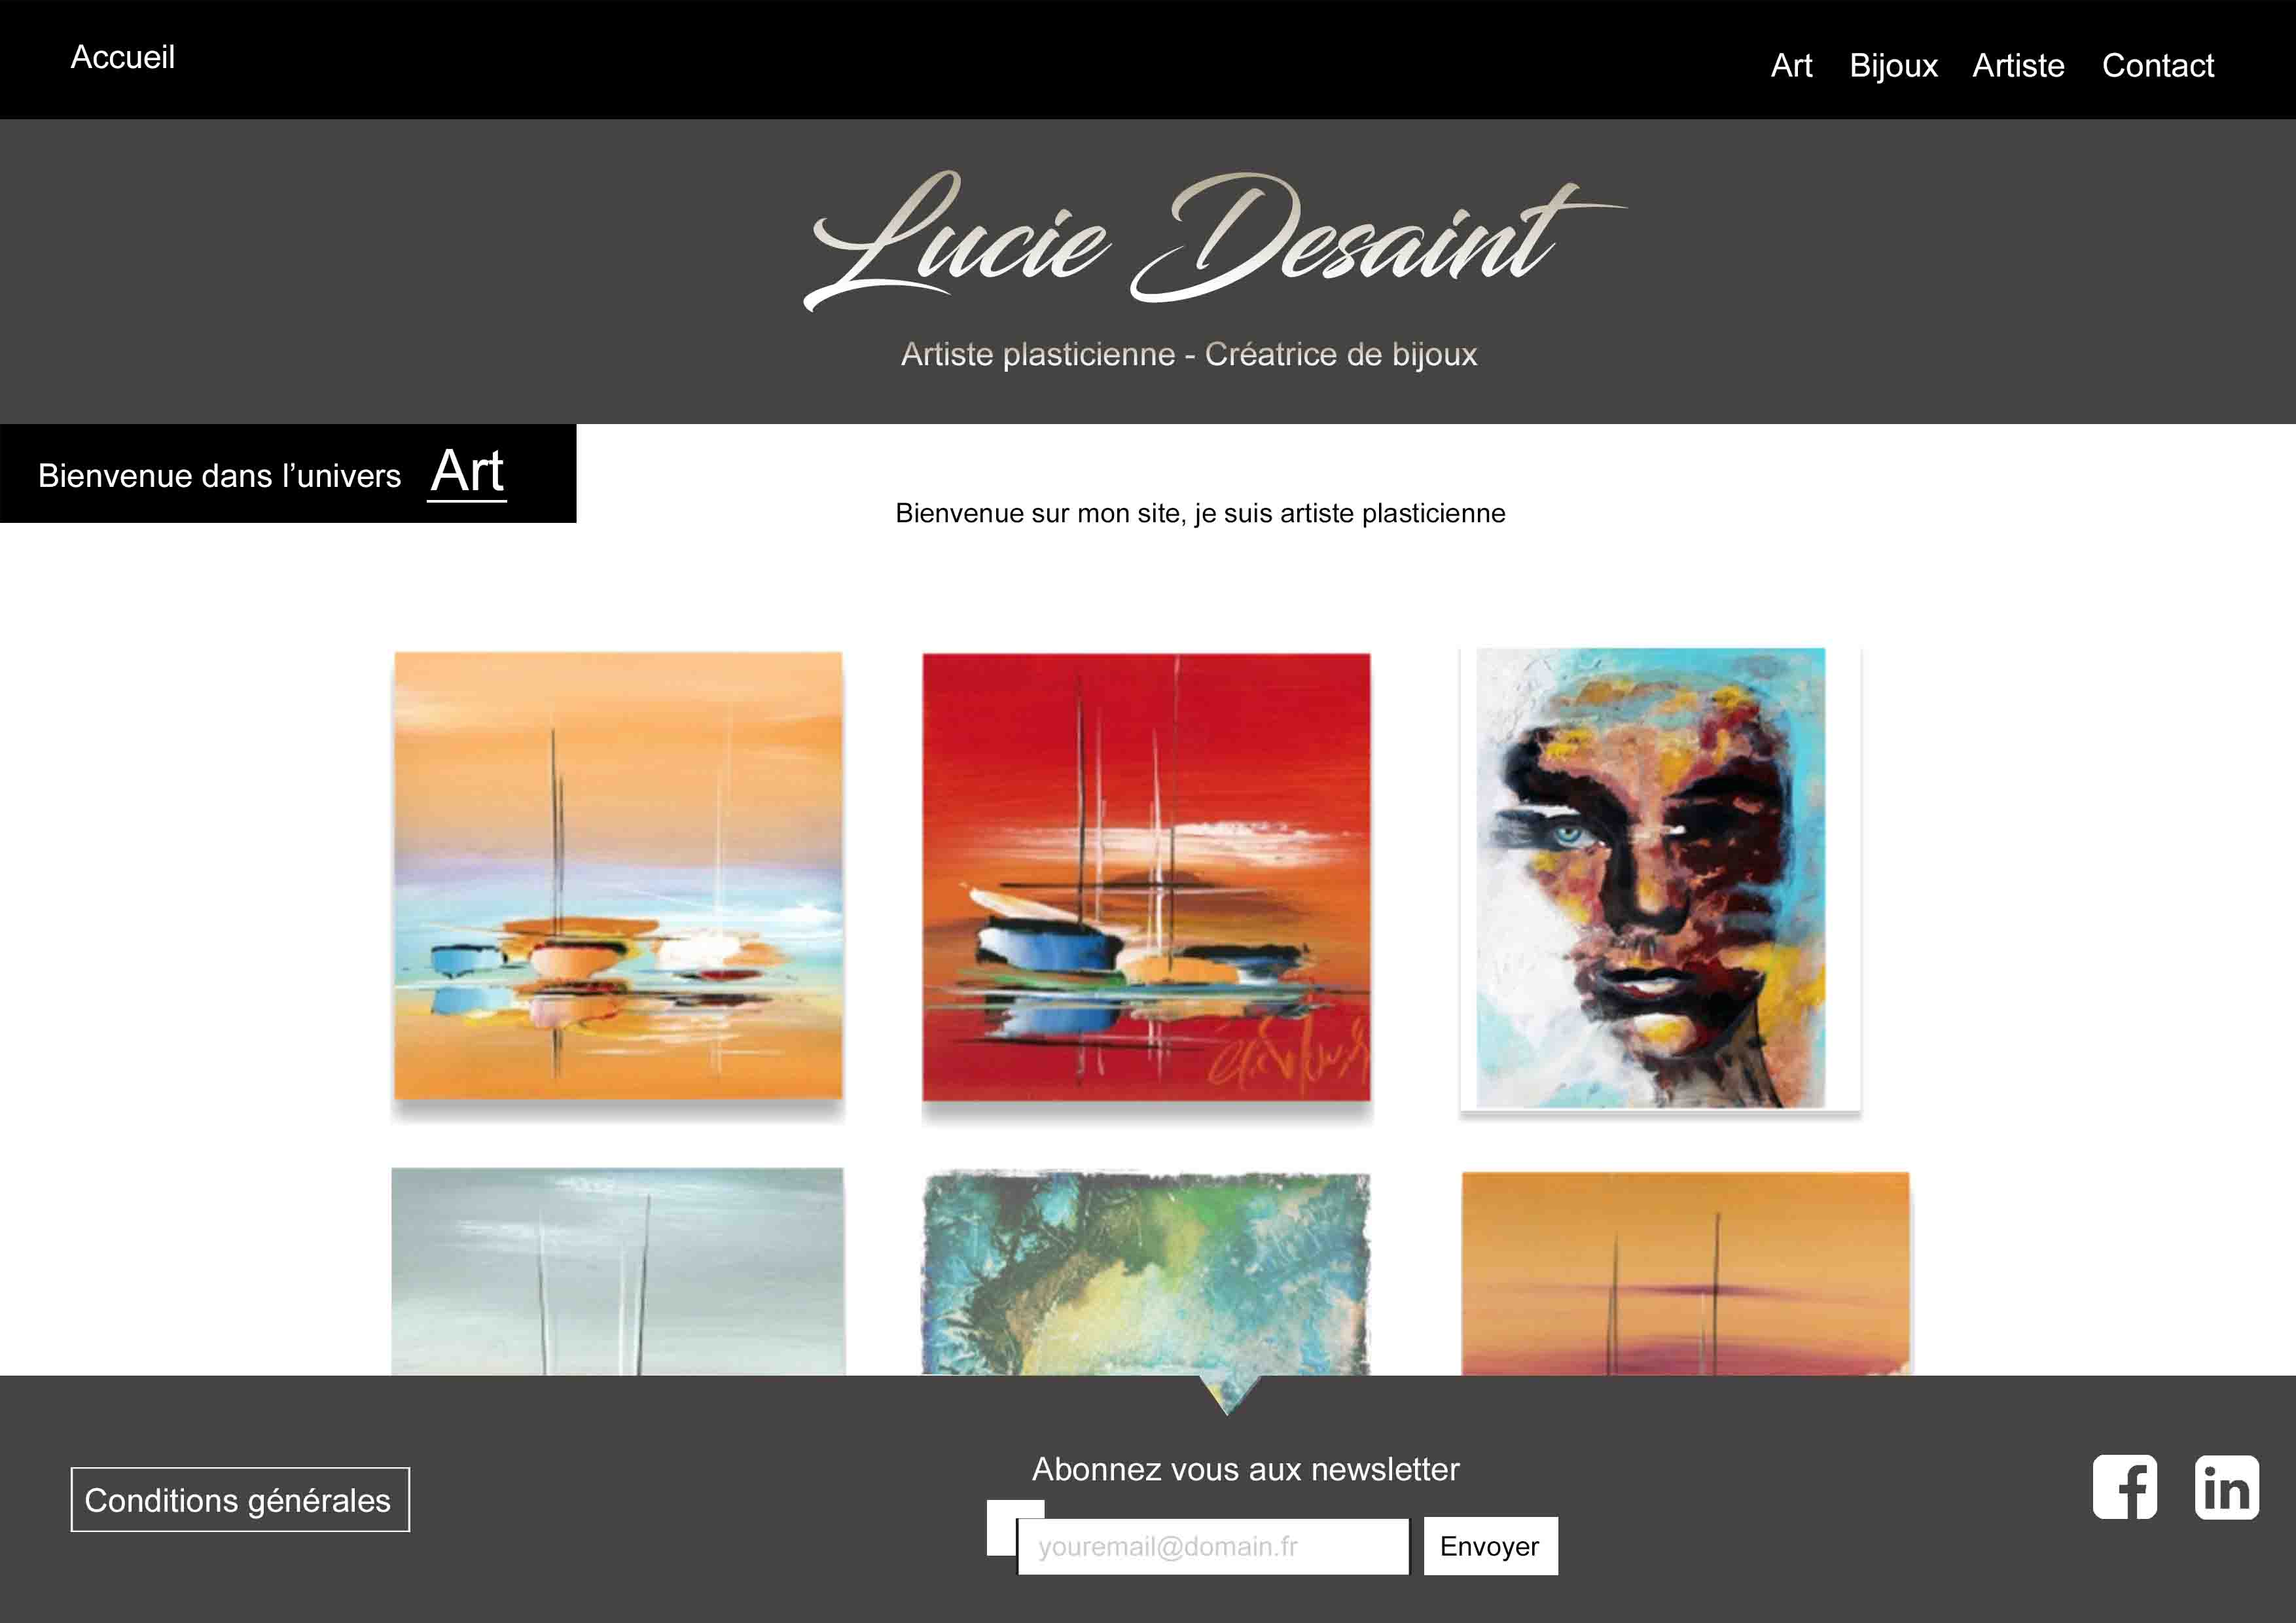 Accueil
Art Bijoux Artiste Contact
Lucie Desaint
Artiste plasticienne - Créatrice de bijoux
Bienvenue dans l’univers Art
Bienvenue sur mon site, je suis artiste plasticienne
Conditions générales
Abonnez vous aux newsletter
youremail@domain.fr
Envoyer
f
in